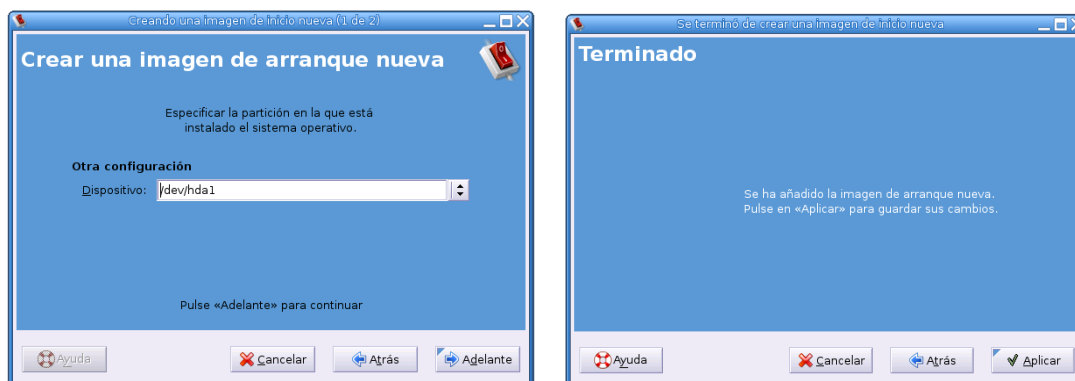 Creando una imagen de inicio nueva (1 de 2)
Crear una imagen de arranque nueva
Especificar la partición en la que está
instalado el sistema operativo.
Otra configuración
Dispositivo: /dev/hda1
Pulse «Adelante» para continuar
Ayuda Cancelar Atrás Adelante
Se terminó de crear una imagen de inicio nueva
Terminado
Se ha añadido la imagen de arranque nueva.
Pulse en «Aplicar» para guardar sus cambios.
Ayuda Cancelar Atrás Aplicar